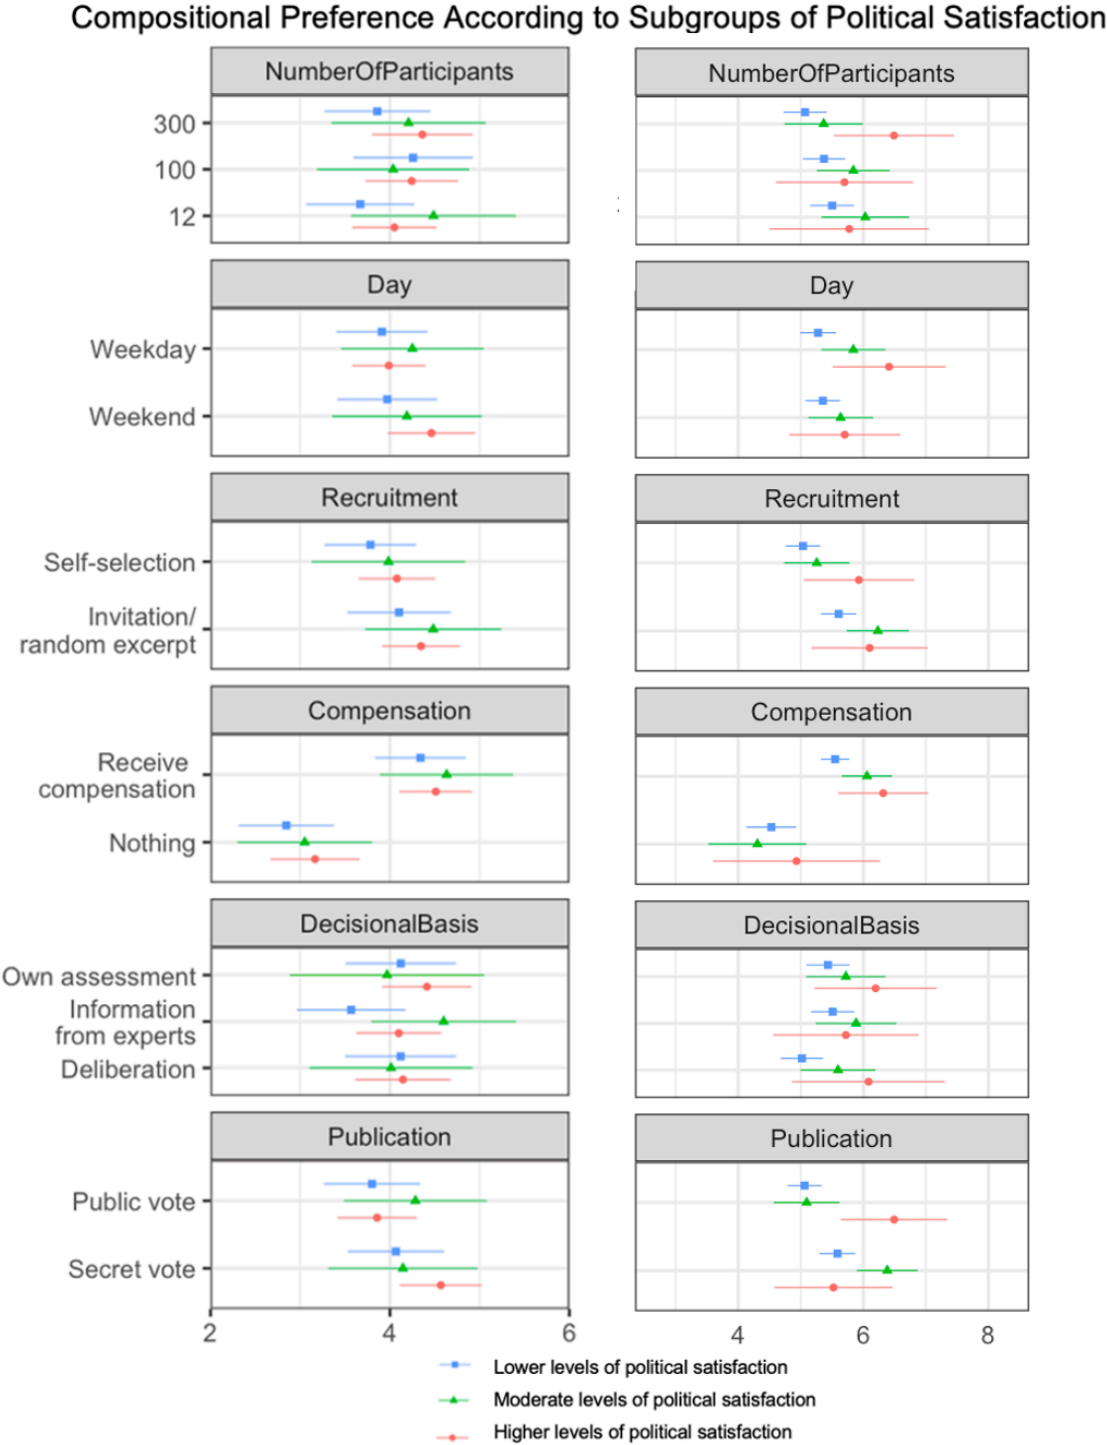 Compositional Preference According to Subgroups of Political Satisfaction
NumberOfParticipants
NumberOfParticipants
300
100
12
Day
Day
Weekday
Weekend
Recruitment
Recruitment
Self-selection
Invitation/
random excerpt
Compensation
Compensation
Receive
compensation
Nothing
DecisionalBasis
DecisionalBasis
Own assessment
Information
from experts
Deliberation
Publication
Publication
Public vote
Secret vote
2 4 6
4 6 8
Lower levels of political satisfaction
Moderate levels of political satisfaction
Higher levels of political satisfaction